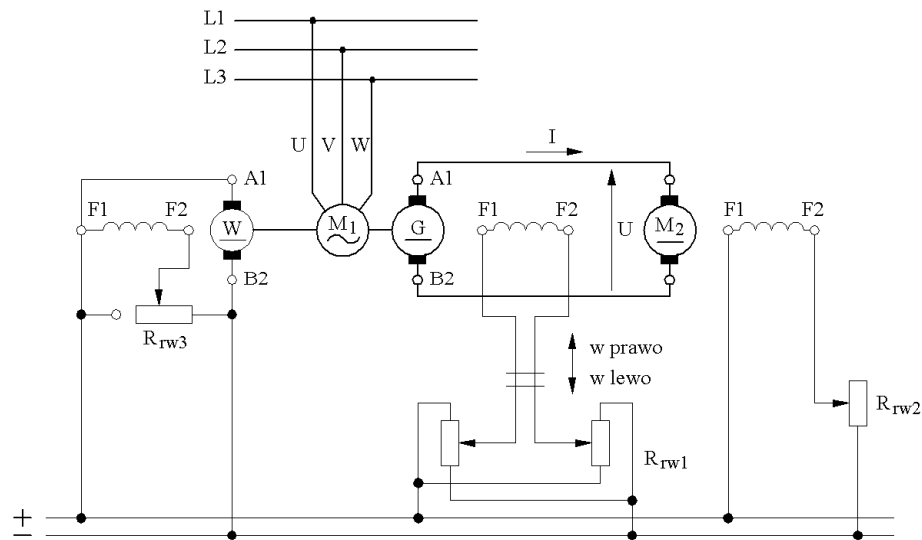 L1
L2
L3
U V W
I
A1
A1
F1 F2
W
M1
G
F1 F2
U
M2
F1 F2
B2
B2
Rrw3
w prawo
w lewo
Rrw2
Rrw1
+
−